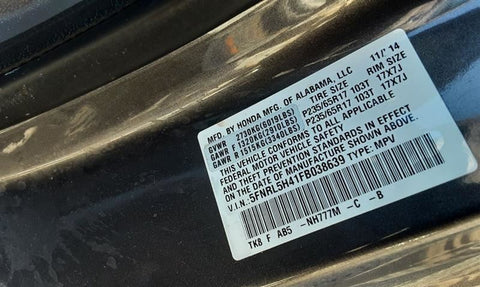 MFD. BY HONDA MFG. OF ALABAMA, LLC 11/'14
GVWR 2730KG(6019LBS) TIRE SIZE RIM SIZE
GAWR F 1320KG(2910LBS) P235/65R17 103T 17X7J
GAWR R 1515KG(3340LBS) P235/65R17 103T 17X7J
THIS VEHICLE CONFORMS TO ALL APPLICABLE
FEDERAL MOTOR VEHICLE SAFETY, BUMPER,
AND THEFT PREVENTION STANDARDS IN EFFECT
ON THE DATE OF MANUFACTURE SHOWN ABOVE.
V.I.N: 5FNRL5H41FB038639 TYPE: MPV
TK8 F AB5 -NH777M -C -B